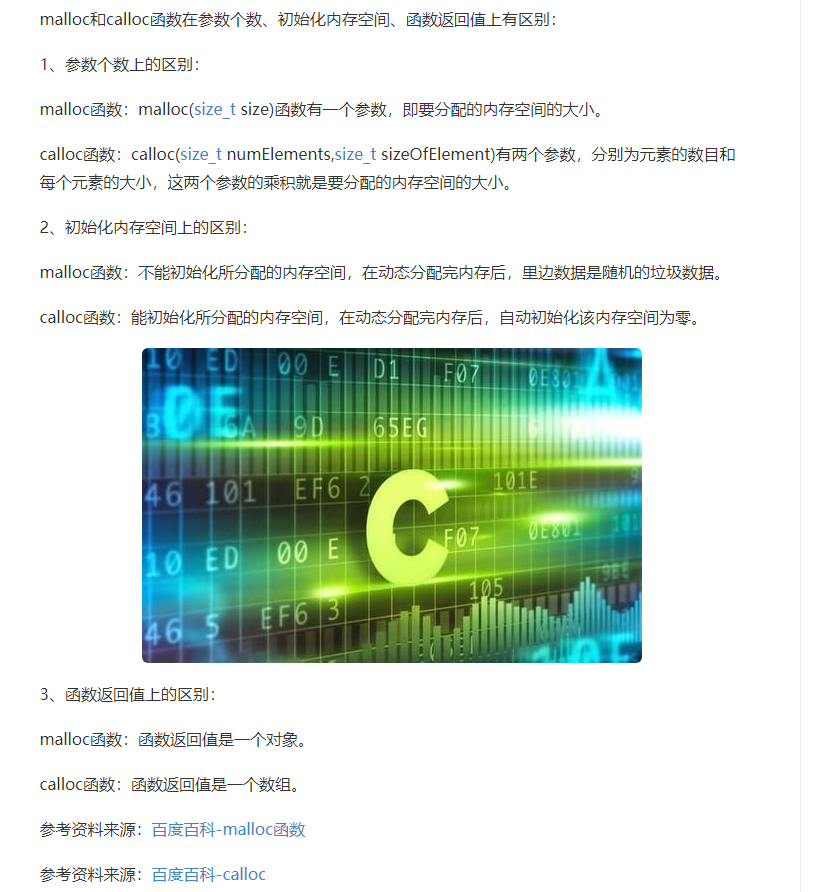 malloc和calloc函数在参数个数、初始化内存空间、函数返回值上有区别：
1、参数个数上的区别：
malloc函数：malloc(size_t size)函数有一个参数，即要分配的内存空间的大小。
calloc函数：calloc(size_t numElements,size_t sizeOfElement)有两个参数，分别为元素的数目和
每个元素的大小，这两个参数的乘积就是要分配的内存空间的大小。
2、初始化内存空间上的区别：
malloc函数：不能初始化所分配的内存空间，在动态分配完内存后，里边数据是随机的垃圾数据。
calloc函数：能初始化所分配的内存空间，在动态分配完内存后，自动初始化该内存空间为零。
10 ED 00 E D1 F07 0E801
0E 6A 9D 65EG 6
46 101 EF6 2 101E
C
10 ED 00 E F07 0E801 101
105 9BE
46 5 EF6 3
3、函数返回值上的区别：
malloc函数：函数返回值是一个对象。
calloc函数：函数返回值是一个数组。
参考资料来源：百度百科-malloc函数
参考资料来源：百度百科-calloc